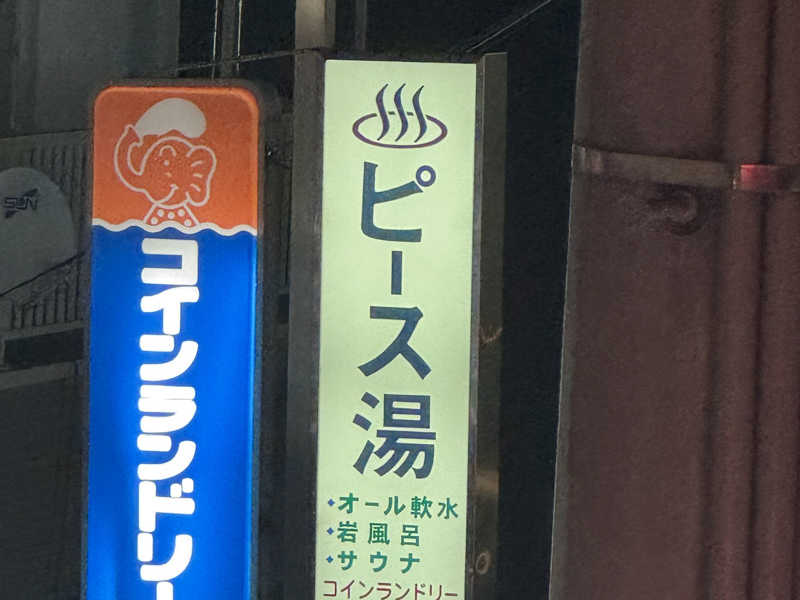 コインランドリー
ピース湯
・オール軟水
・岩風呂
・サウナ
コインランドリー